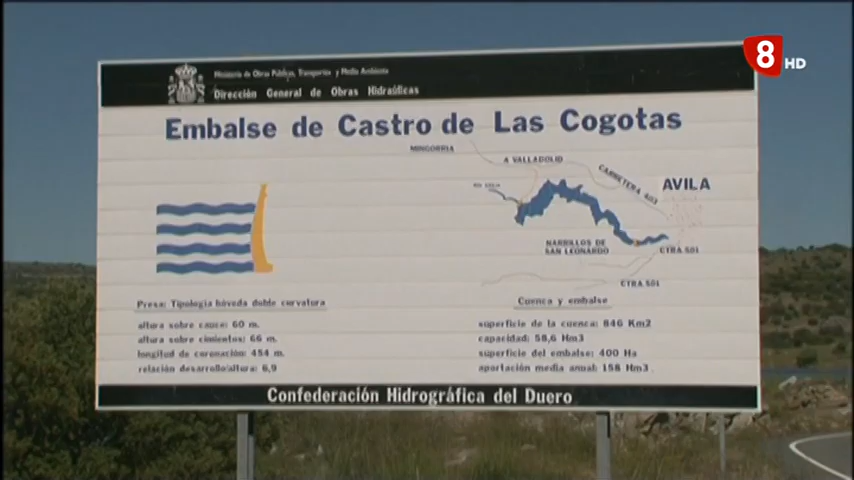 8 HD
Ministerio de Obras Públicas, Transportes y Medio Ambiente
Dirección General de Obras Hidraúlicas
Embalse de Castro de Las Cogotas
MINGORRIA
A VALLADOLID
CARRETERA 403
AVILA
NARRILLOS DE
SAN LEONARDO
CTRA 501
CTRA 501
Presa: Tipología bóveda doble curvatura
altura sobre cauce: 60 m.
altura sobre cimientos: 66 m.
longitud de coronación: 454 m.
relación desarrollo/altura: 6,9
Cuenca y embalse
superficie de la cuenca: 846 Km2
capacidad: 58,6 Hm3
superficie del embalse: 400 Ha
aportación media anual: 158 Hm3.
Confederación Hidrográfica del Duero